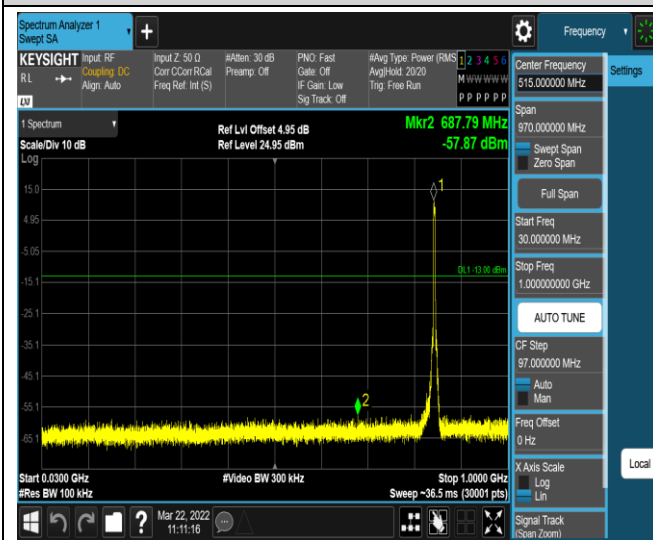 Spectrum Analyzer 1
Swept SA
Frequency
KEYSIGHT
RL
LXI
Input: RF
Coupling: DC
Align: Auto
Input Z: 50 Ω
Corr CCorr RCal
Freq Ref: Int (S)
#Atten: 30 dB
Preamp: Off
PNO: Fast
Gate: Off
IF Gain: Low
Sig Track: Off
#Avg Type: Power (RMS
Avg|Hold: 20/20
Trig: Free Run
1 2 3 4 5 6
M W W W W W
P P P P P P
1 Spectrum
Scale/Div 10 dB
Log
Ref Lvl Offset 4.95 dB
Ref Level 24.95 dBm
Mkr2 687.79 MHz
-57.87 dBm
15.0
4.95
-5.05
-15.1
-25.1
-35.1
-45.1
-55.1
-65.1
1
DL1 -13.00 dBm
2
Start 0.0300 GHz
#Res BW 100 kHz
#Video BW 300 kHz
Stop 1.0000 GHz
Sweep ~36.5 ms (30001 pts)
Mar 22, 2022
11:11:16
Center Frequency
515.000000 MHz
Settings
Span
970.000000 MHz
Swept Span
Zero Span
Full Span
Start Freq
30.000000 MHz
Stop Freq
1.000000000 GHz
AUTO TUNE
CF Step
97.000000 MHz
Auto
Man
Freq Offset
0 Hz
X Axis Scale
Log
Lin
Local
Signal Track
(Span Zoom)